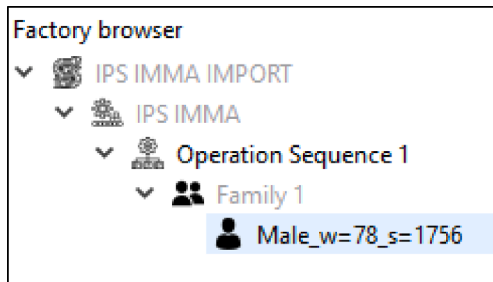 Factory browser
IPS IMMA IMPORT
IPS IMMA
Operation Sequence 1
Family 1
Male_w=78_s=1756